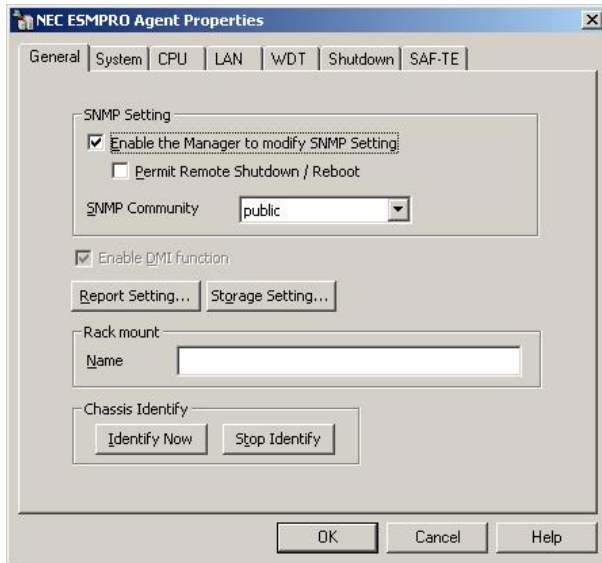 NEC ESMPRO Agent Properties
General System CPU LAN WDT Shutdown SAF-TE
SNMP Setting
Enable the Manager to modify SNMP Setting
Permit Remote Shutdown / Reboot
SNMP Community public
Enable DMI function
Report Setting... Storage Setting...
Rack mount
Name
Chassis Identify
Identify Now Stop Identify
OK Cancel Help